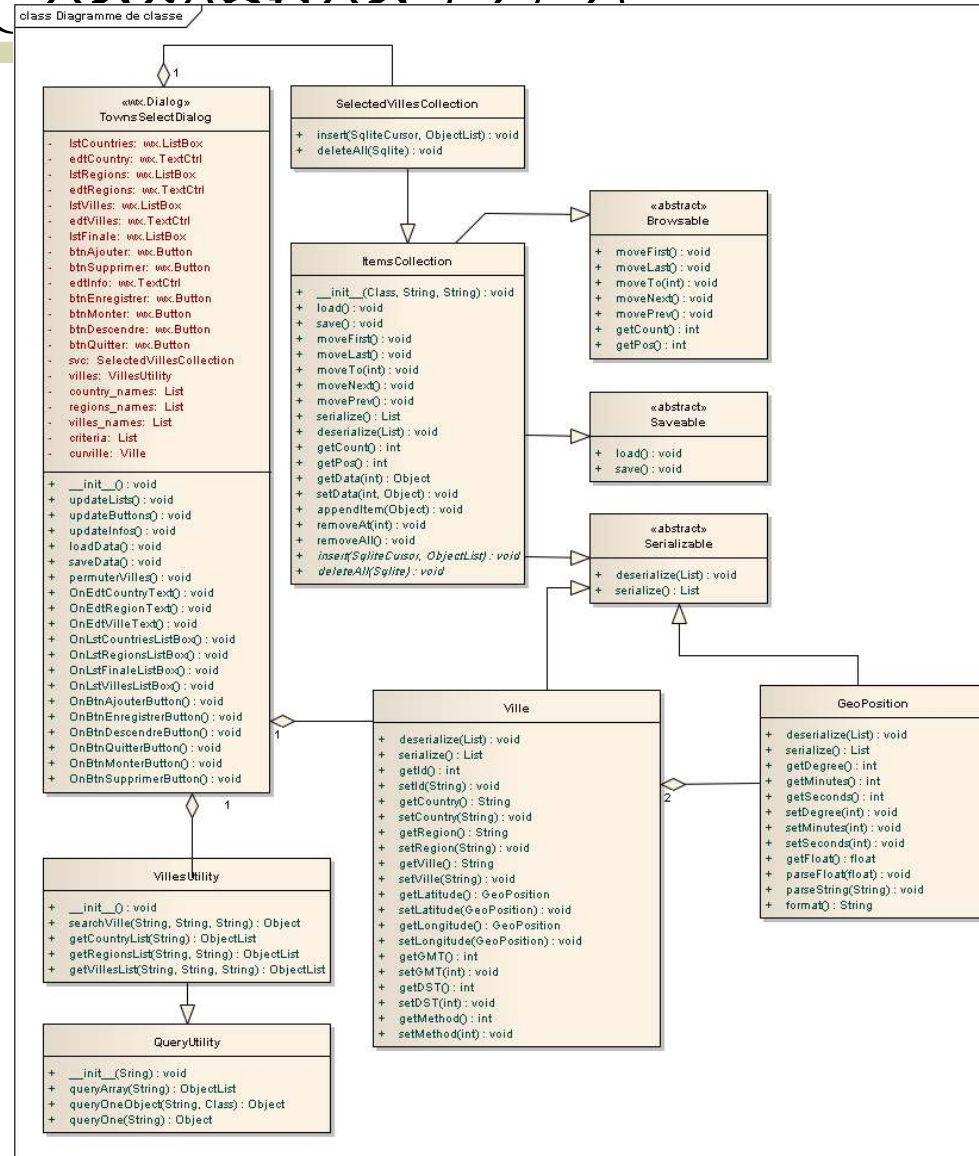 class Diagramme de classe
1
«wx.Dialog»
TownsSelectDialog
- lstCountries: wx.ListBox
- edtCountry: wx.TextCtrl
- lstRegions: wx.ListBox
- edtRegions: wx.TextCtrl
- lstVilles: wx.ListBox
- edtVilles: wx.TextCtrl
- lstFinale: wx.ListBox
- btnAjouter: wx.Button
- btnSupprimer: wx.Button
- edtInfo: wx.TextCtrl
- btnEnregistrer: wx.Button
- btnMonter: wx.Button
- btnDescendre: wx.Button
- btnQuitter: wx.Button
- svc: SelectedVillesCollection
- villes: VillesUtility
- country_names: List
- regions_names: List
- villes_names: List
- criteria: List
- curville: Ville
+ __init__() : void
+ updateLists() : void
+ updateButtons() : void
+ updateInfos() : void
+ loadData() : void
+ saveData() : void
+ permuterVilles() : void
+ OnEdtCountryText() : void
+ OnEdtRegionText() : void
+ OnEdtVilleText() : void
+ OnLstCountriesListBox() : void
+ OnLstRegionsListBox() : void
+ OnLstFinaleListBox() : void
+ OnLstVillesListBox() : void
+ OnBtnAjouterButton() : void
+ OnBtnEnregistrerButton() : void
+ OnBtnDescendreButton() : void
+ OnBtnQuitterButton() : void
+ OnBtnMonterButton() : void
+ OnBtnSupprimerButton() : void
1
1
SelectedVillesCollection
+ insert(SqliteCursor, ObjectList) : void
+ deleteAll(Sqlite) : void
ItemsCollection
+ __init__(Class, String, String) : void
+ load() : void
+ save() : void
+ moveFirst() : void
+ moveLast() : void
+ moveTo(int) : void
+ moveNext() : void
+ movePrev() : void
+ serialize() : List
+ deserialize(List) : void
+ getCount() : int
+ getPos() : int
+ getData(int) : Object
+ setData(int, Object) : void
+ appendItem(Object) : void
+ removeAt(int) : void
+ removeAll() : void
+ insert(SqliteCursor, ObjectList) : void
+ deleteAll(Sqlite) : void
«abstract»
Browsable
+ moveFirst() : void
+ moveLast() : void
+ moveTo(int) : void
+ moveNext() : void
+ movePrev() : void
+ getCount() : int
+ getPos() : int
«abstract»
Saveable
+ load() : void
+ save() : void
«abstract»
Serializable
+ deserialize(List) : void
+ serialize() : List
Ville
+ deserialize(List) : void
+ serialize() : List
+ getId() : int
+ setId(String) : void
+ getCountry() : String
+ setCountry(String) : void
+ getRegion() : String
+ setRegion(String) : void
+ getVille() : String
+ setVille(String) : void
+ getLatitude() : GeoPosition
+ setLatitude(GeoPosition) : void
+ getLongitude() : GeoPosition
+ setLongitude(GeoPosition) : void
+ getGMT() : int
+ setGMT(int) : void
+ getDST() : int
+ setDST(int) : void
+ getMethod() : int
+ setMethod(int) : void
2
GeoPosition
+ deserialize(List) : void
+ serialize() : List
+ getDegree() : int
+ getMinutes() : int
+ getSeconds() : int
+ setDegree(int) : void
+ setMinutes(int) : void
+ setSeconds(int) : void
+ getFloat() : float
+ parseFloat(float) : void
+ parseString(String) : void
+ format() : String
VillesUtility
+ __init__() : void
+ searchVille(String, String, String) : Object
+ getCountryList(String) : ObjectList
+ getRegionsList(String, String) : ObjectList
+ getVillesList(String, String, String) : ObjectList
QueryUtility
+ __init__(Sring) : void
+ queryArray(String) : ObjectList
+ queryOneObject(String, Class) : Object
+ queryOne(String) : Object